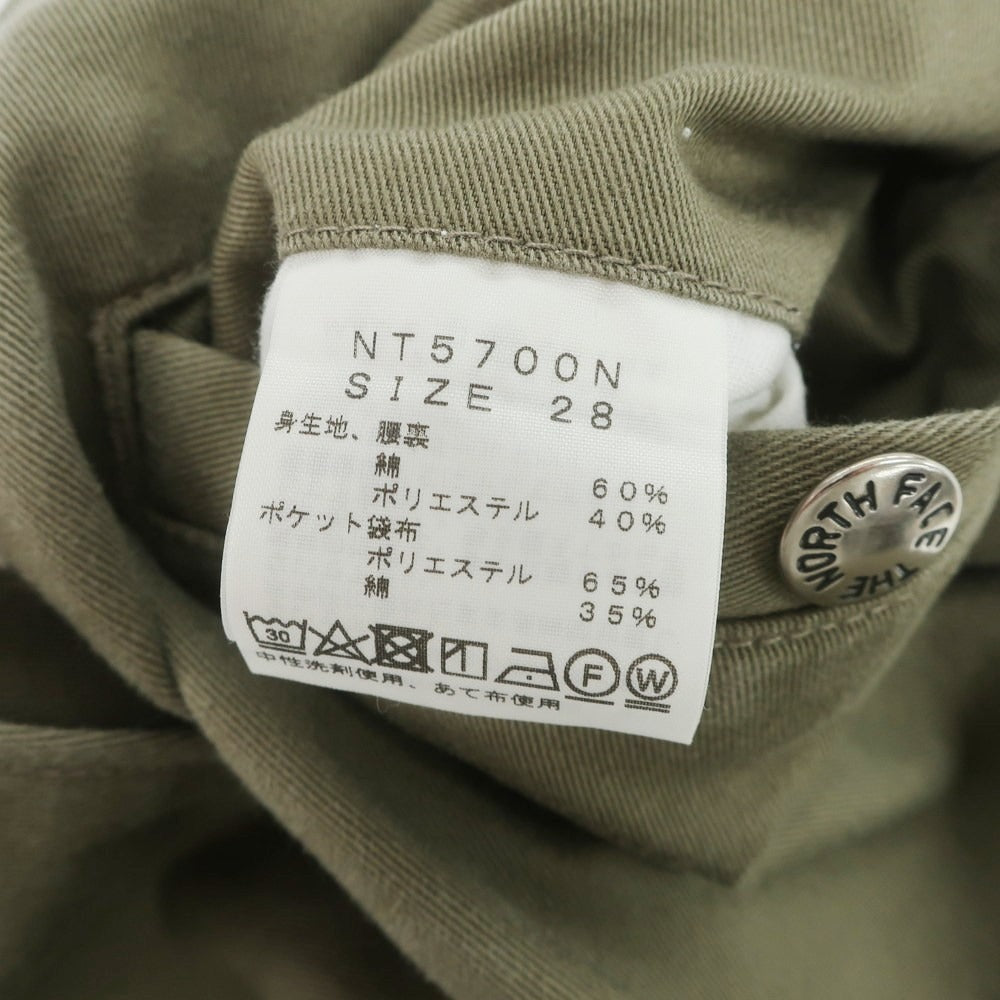 NT5700N
SIZE 28
身生地、腰裏
綿 60%
ポリエステル 40%
ポケット袋布
ポリエステル 65%
綿 35%
30 F W
中性洗剤使用、あて布使用
THE NORTH FACE